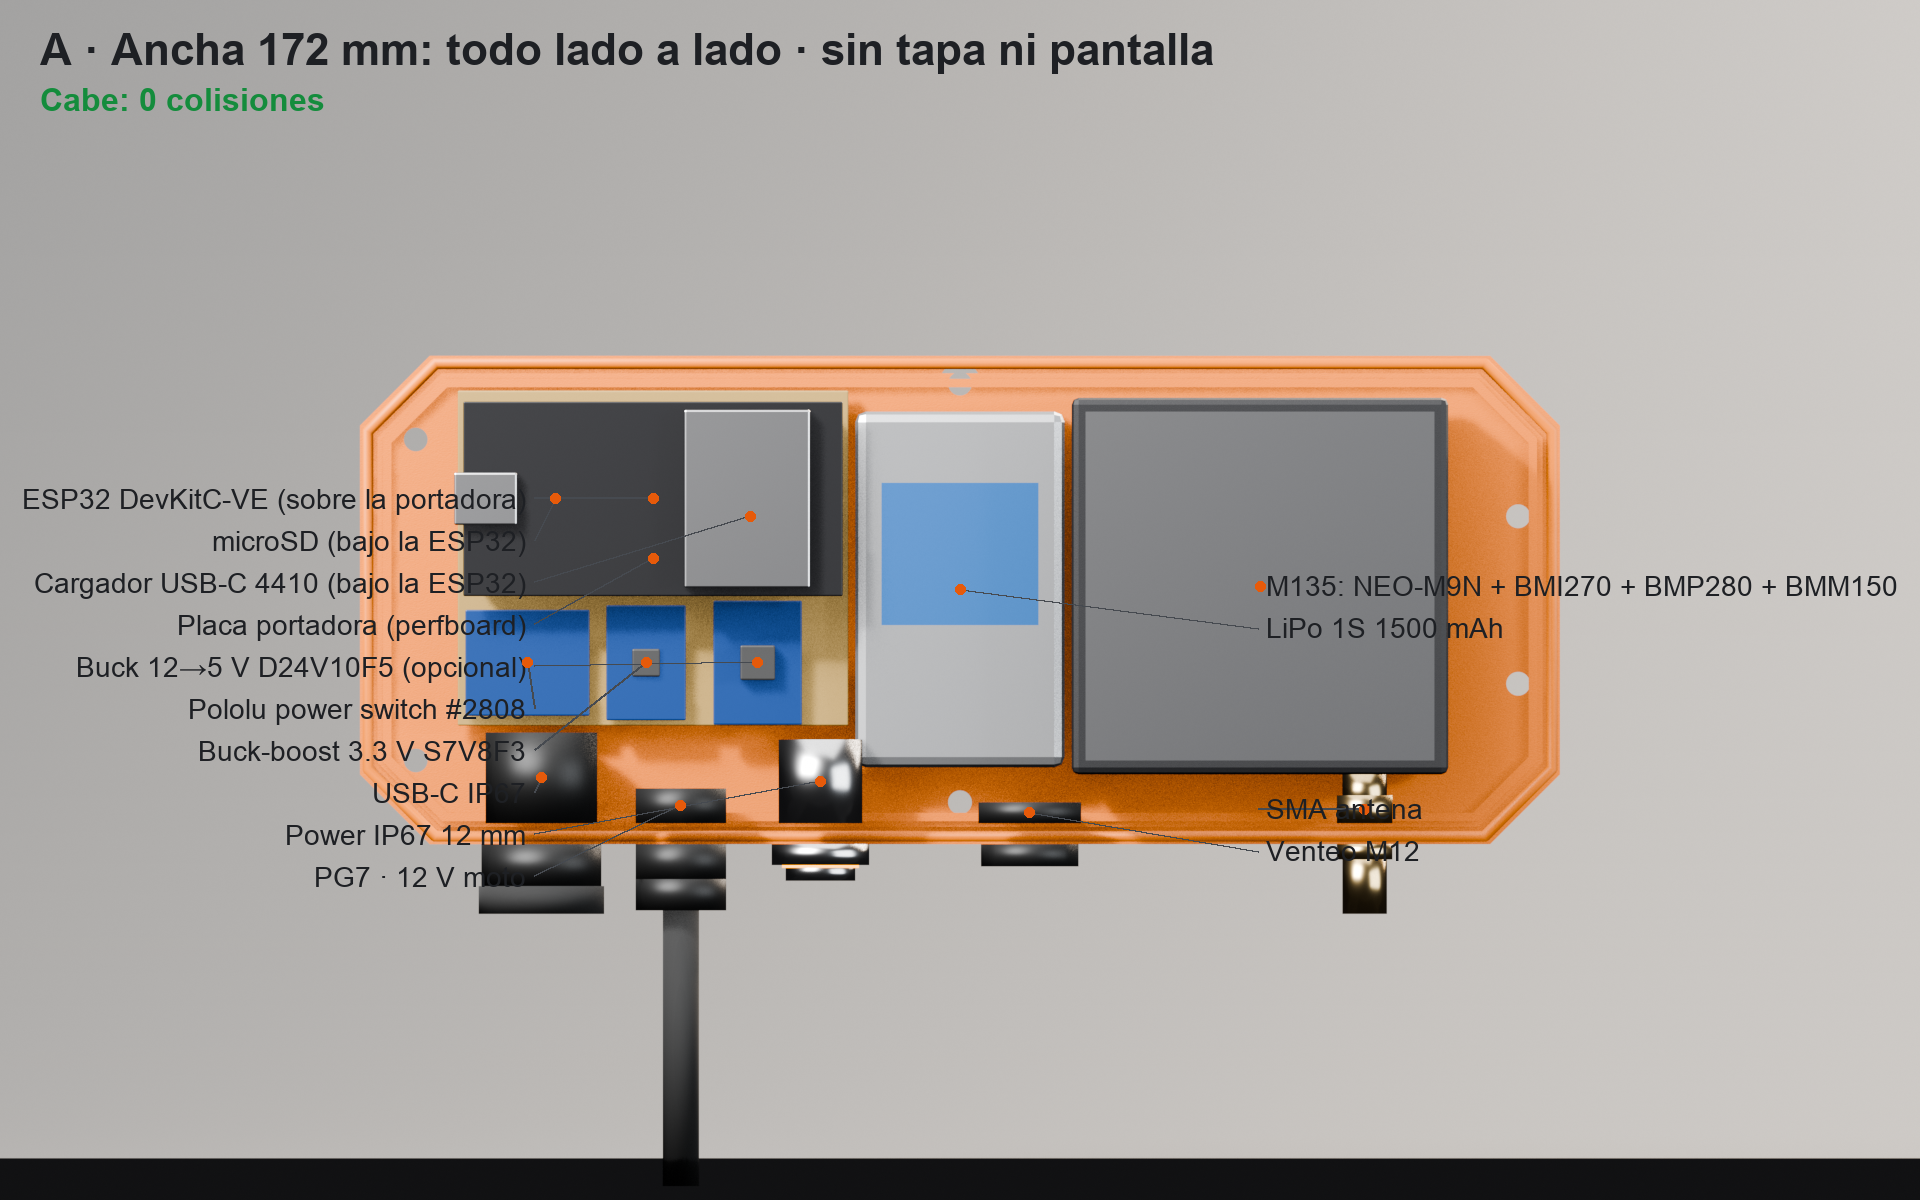 A · Ancha 172 mm: todo lado a lado · sin tapa ni pantalla
Cabe: 0 colisiones
ESP32 DevKitC-VE (sobre la portadora)
microSD (bajo la ESP32)
Cargador USB-C 4410 (bajo la ESP32)
Placa portadora (perfboard)
Buck 12→5 V D24V10F5 (opcional)
Pololu power switch #2808
Buck-boost 3.3 V S7V8F3
USB-C IP67
Power IP67 12 mm
PG7 · 12 V moto
M135: NEO-M9N + BMI270 + BMP280 + BMM150
LiPo 1S 1500 mAh
SMA antena
Venteo M12